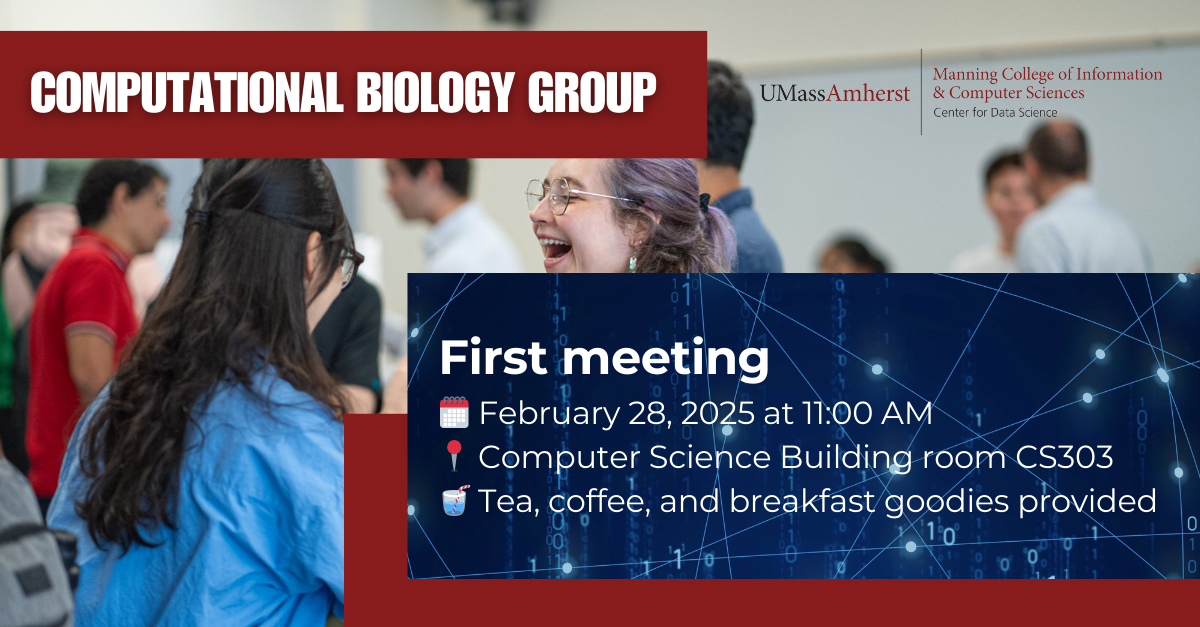 COMPUTATIONAL BIOLOGY GROUP
UMassAmherst
Manning College of Information
& Computer Sciences
Center for Data Science
First meeting
February 28, 2025 at 11:00 AM
Computer Science Building room CS303
Tea, coffee, and breakfast goodies provided